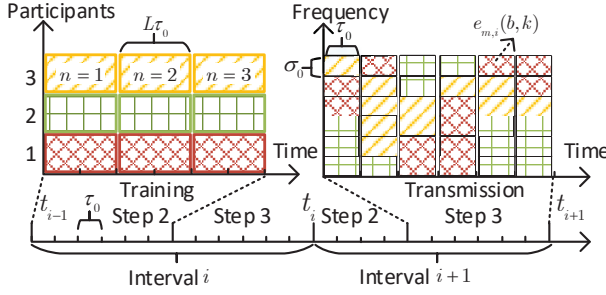 Participants
Lτ₀
Frequency
τ₀
e_{m,i}(b,k)
σ₀
3
n = 1
n = 2
n = 3
2
1
Time
Time
Training
Transmission
t_{i−1}
τ₀
Step 2
Step 3
t_i
Step 2
Step 3
t_{i+1}
Interval i
Interval i+1